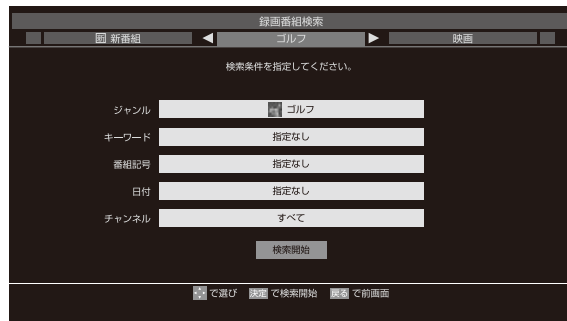 録画番組検索
新 新番組 ◀ ゴルフ ▶ 映画
検索条件を指定してください。
ジャンル ゴルフ
キーワード 指定なし
番組記号 指定なし
日付 指定なし
チャンネル すべて
検索開始
で選び 決定 で検索開始 戻る で前画面